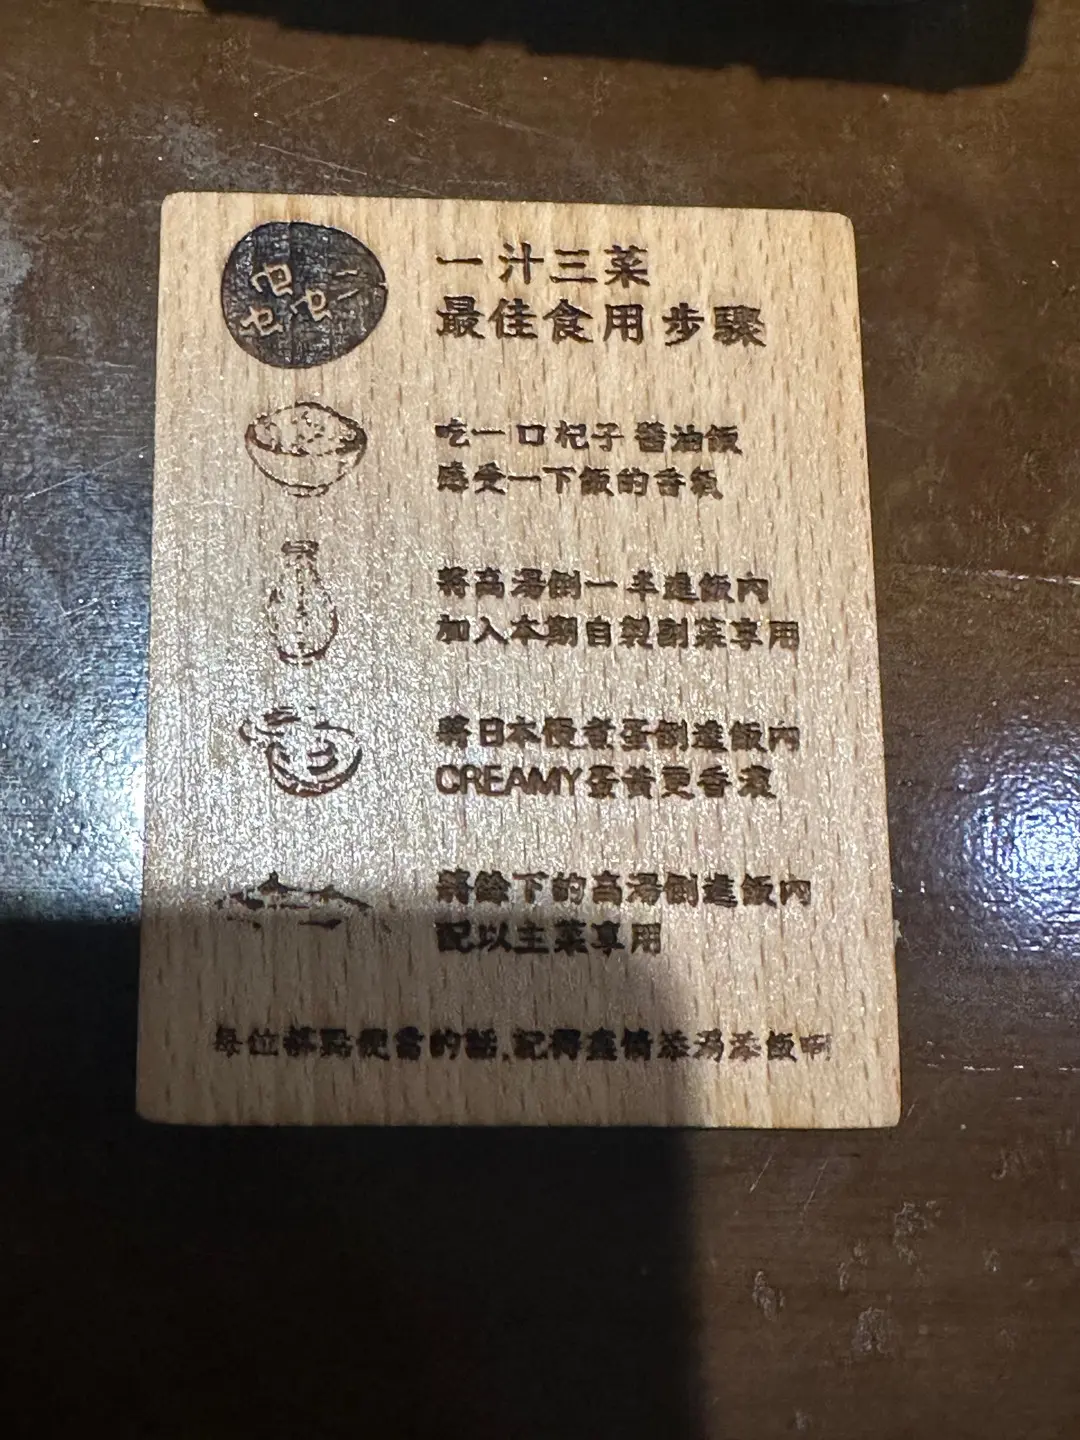 一汁三菜
最佳食用步驟
吃一口杞子醬油飯
感受一下飯的香氣
將高湯倒一半進飯內
加入本期自製副菜享用
將日本慢煮蛋倒進飯內
CREAMY蛋黃更香濃
將餘下的高湯倒進飯內
配以主菜享用
每位都點便當的話,記得盡情添湯添飯啊